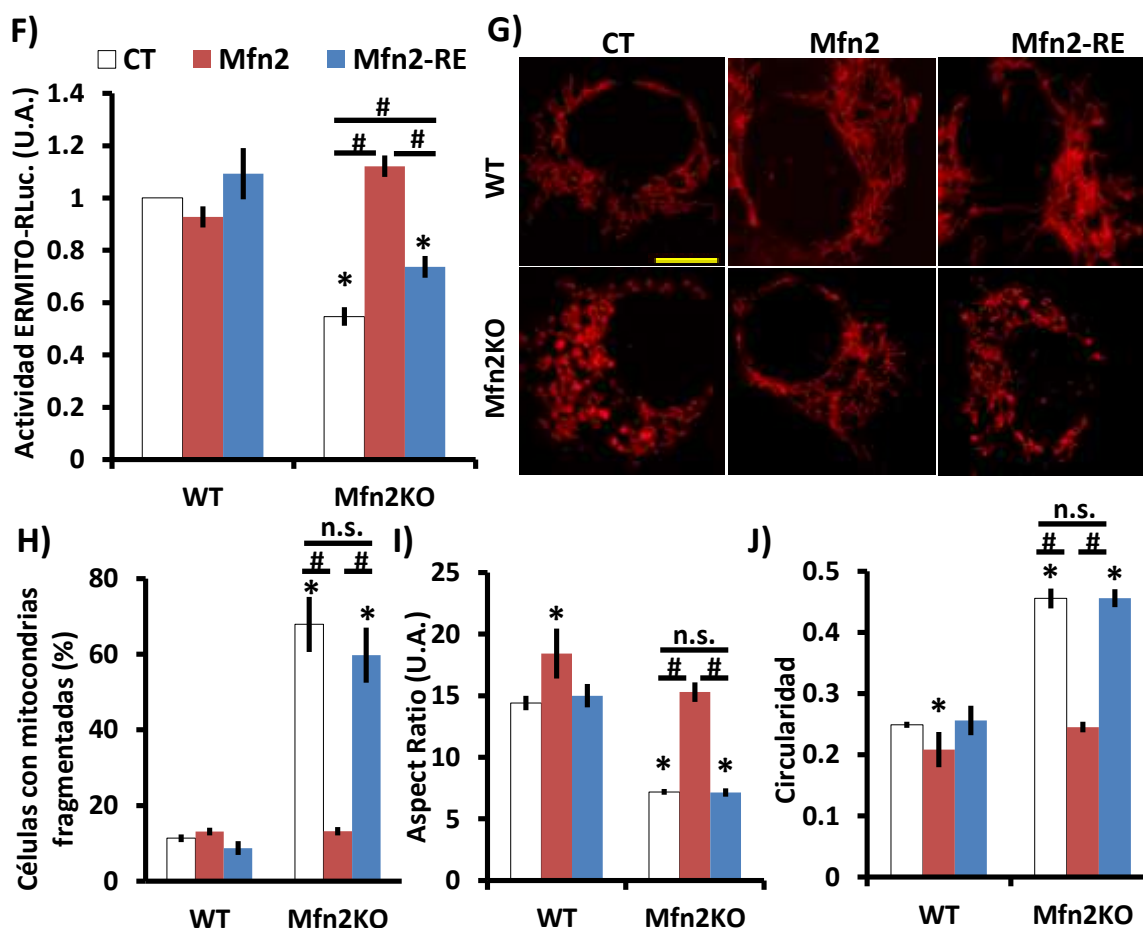 F)
CT Mfn2 Mfn2-RE
Actividad ERMITO-RLuc. (U.A.)
1.4
1.2
1
0.8
0.6
0.4
0.2
0
#
# #
*
*
WT Mfn2KO
G)
CT Mfn2 Mfn2-RE
WT
Mfn2KO
H)
Células con mitocondrias
fragmentadas (%)
80
60
40
20
0
n.s.
# #
*
*
WT Mfn2KO
I)
Aspect Ratio (U.A.)
25
20
15
10
5
0
*
n.s.
# #
* *
WT Mfn2KO
J)
Circularidad
0.5
0.4
0.3
0.2
0.1
0
*
n.s.
# #
* *
WT Mfn2KO